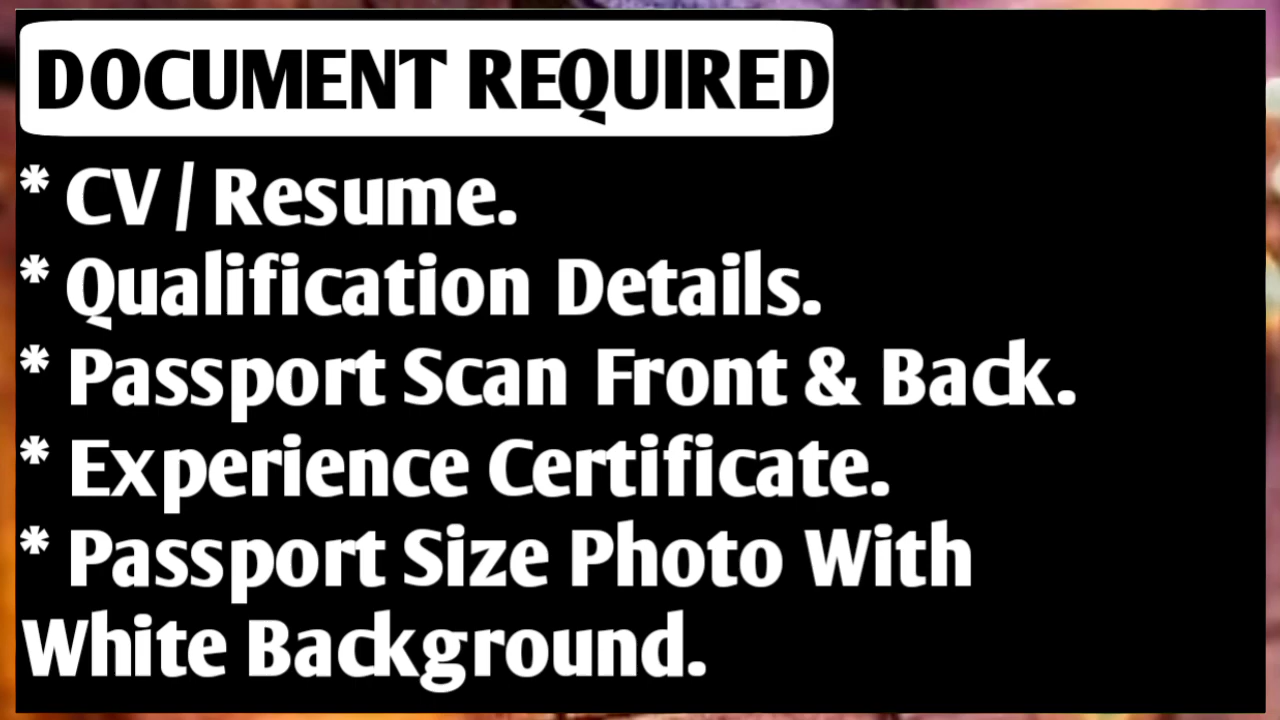 DOCUMENT REQUIRED
* CV / Resume.
* Qualification Details.
* Passport Scan Front & Back.
* Experience Certificate.
* Passport Size Photo With
White Background.